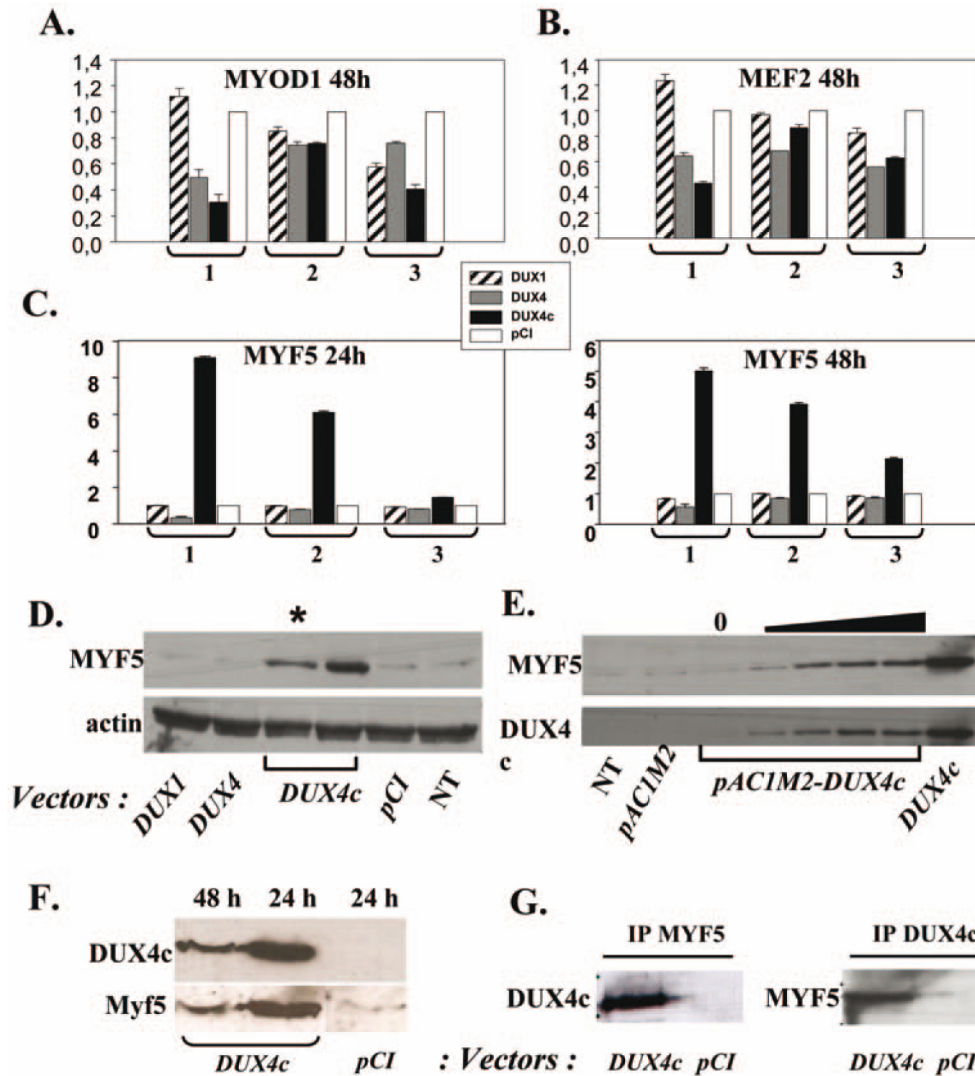 A.
MYOD1 48h
1,4
1,2
1,0
0,8
0,6
0,4
0,2
0,0
1 2 3
B.
MEF2 48h
1,4
1,2
1,0
0,8
0,6
0,4
0,2
0,0
1 2 3
DUX1
DUX4
DUX4c
pCI
C.
MYF5 24h
10
8
6
4
2
0
1 2 3
MYF5 48h
6
5
4
3
2
1
0
1 2 3
D.
*
MYF5
actin
Vectors : DUX1 DUX4 DUX4c pCI NT
E.
0
MYF5
DUX4
c
NT pAC1M2 pAC1M2-DUX4c DUX4c
F.
48 h 24 h 24 h
DUX4c
Myf5
DUX4c pCI
G.
IP MYF5 IP DUX4c
DUX4c MYF5
: Vectors : DUX4c pCI DUX4c pCI